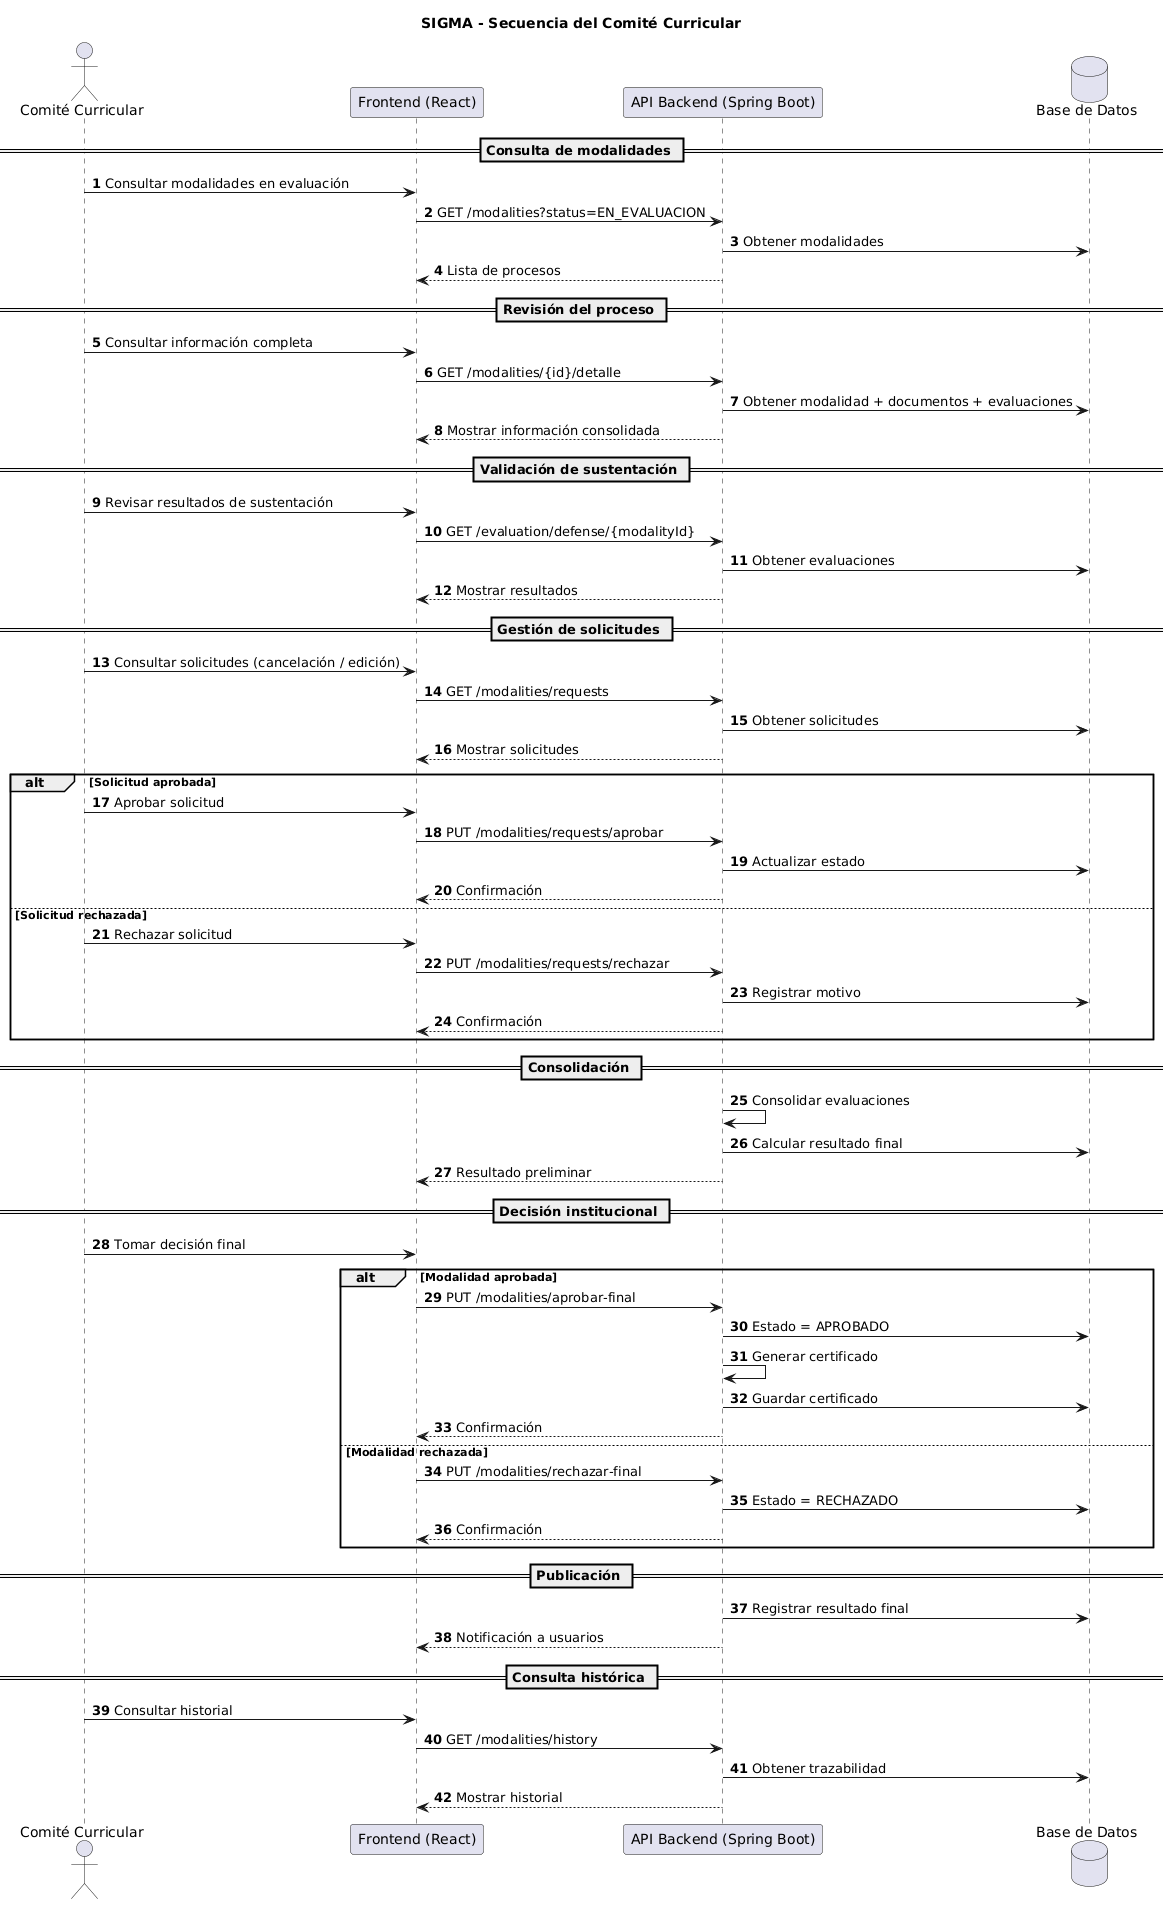 SIGMA - Secuencia del Comité Curricular
Comité Curricular
Frontend (React)
API Backend (Spring Boot)
Base de Datos
Consulta de modalidades
1 Consultar modalidades en evaluación
2 GET /modalities?status=EN_EVALUACION
3 Obtener modalidades
4 Lista de procesos
Revisión del proceso
5 Consultar información completa
6 GET /modalities/{id}/detalle
7 Obtener modalidad + documentos + evaluaciones
8 Mostrar información consolidada
Validación de sustentación
9 Revisar resultados de sustentación
10 GET /evaluation/defense/{modalityId}
11 Obtener evaluaciones
12 Mostrar resultados
Gestión de solicitudes
13 Consultar solicitudes (cancelación / edición)
14 GET /modalities/requests
15 Obtener solicitudes
16 Mostrar solicitudes
alt [Solicitud aprobada]
17 Aprobar solicitud
18 PUT /modalities/requests/aprobar
19 Actualizar estado
20 Confirmación
[Solicitud rechazada]
21 Rechazar solicitud
22 PUT /modalities/requests/rechazar
23 Registrar motivo
24 Confirmación
Consolidación
25 Consolidar evaluaciones
26 Calcular resultado final
27 Resultado preliminar
Decisión institucional
28 Tomar decisión final
alt [Modalidad aprobada]
29 PUT /modalities/aprobar-final
30 Estado = APROBADO
31 Generar certificado
32 Guardar certificado
33 Confirmación
[Modalidad rechazada]
34 PUT /modalities/rechazar-final
35 Estado = RECHAZADO
36 Confirmación
Publicación
37 Registrar resultado final
38 Notificación a usuarios
Consulta histórica
39 Consultar historial
40 GET /modalities/history
41 Obtener trazabilidad
42 Mostrar historial
Comité Curricular
Frontend (React)
API Backend (Spring Boot)
Base de Datos